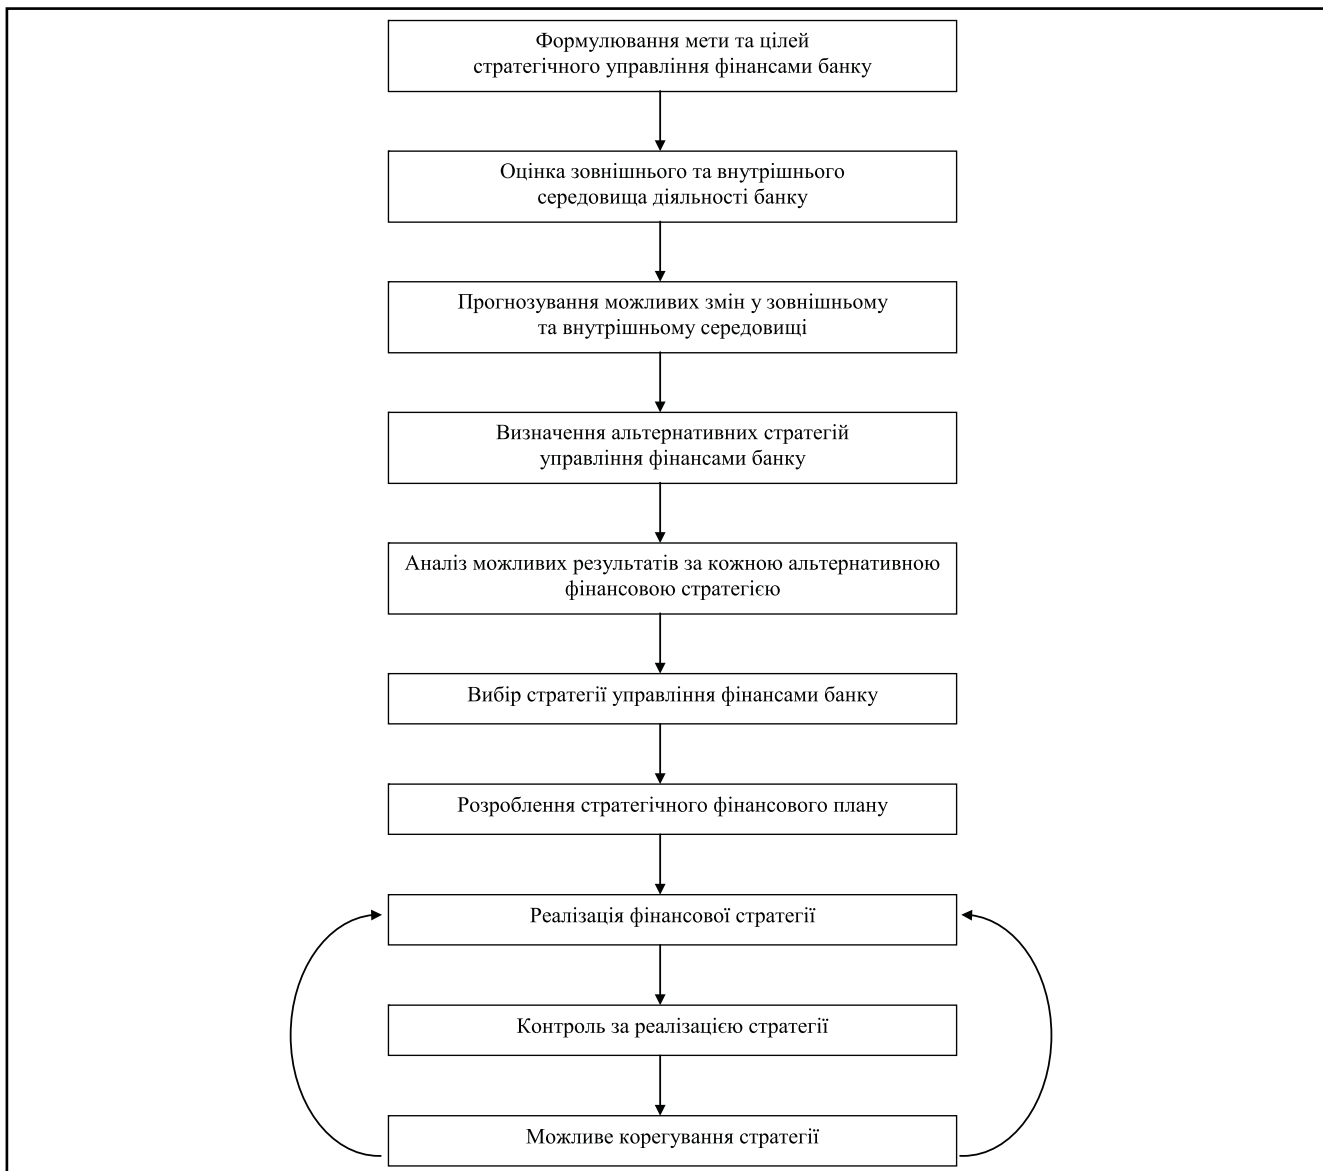 Формулювання мети та цілей
стратегічного управління фінансами банку
Оцінка зовнішнього та внутрішнього
середовища діяльності банку
Прогнозування можливих змін у зовнішньому
та внутрішньому середовищі
Визначення альтернативних стратегій
управління фінансами банку
Аналіз можливих результатів за кожною альтернативною
фінансовою стратегією
Вибір стратегії управління фінансами банку
Розроблення стратегічного фінансового плану
Реалізація фінансової стратегії
Контроль за реалізацією стратегії
Можливе корегування стратегії